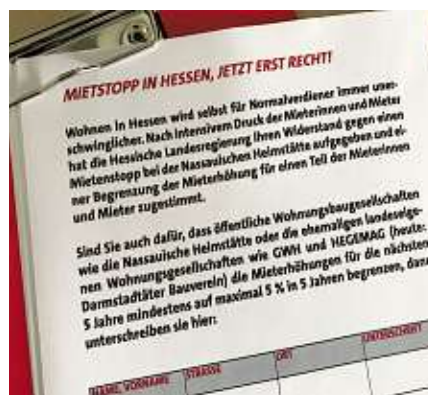 MIETSTOPP IN HESSEN, JETZT ERST RECHT!
Wohnen in Hessen wird selbst für Normalverdiener immer uner-
schwinglicher. Nach intensivem Druck der Mieterinnen und Mieter
hat die Hessische Landesregierung Ihren Widerstand gegen einen
Mietenstopp bei der Nassauischen Heimstätte aufgegeben und ei-
ner Begrenzung der Mieterhöhung für einen Teil der Mieterinnen
und Mieter zugestimmt.
Sind Sie auch dafür, dass öffentliche Wohnungsbaugesellschaften
wie die Nassauische Heimstätte oder die ehemaligen landeseige-
nen Wohnungsgesellschaften wie GWH und HEGEMAG (heute:
Darmstadtäter Bauverein) die Mieterhöhungen für die nächsten
5 Jahre mindestens auf maximal 5 % in 5 Jahren begrenzen, dann
unterschreiben sie hier:
NAME, VORNAME STRASSE ORT UNTERSCHRIFT